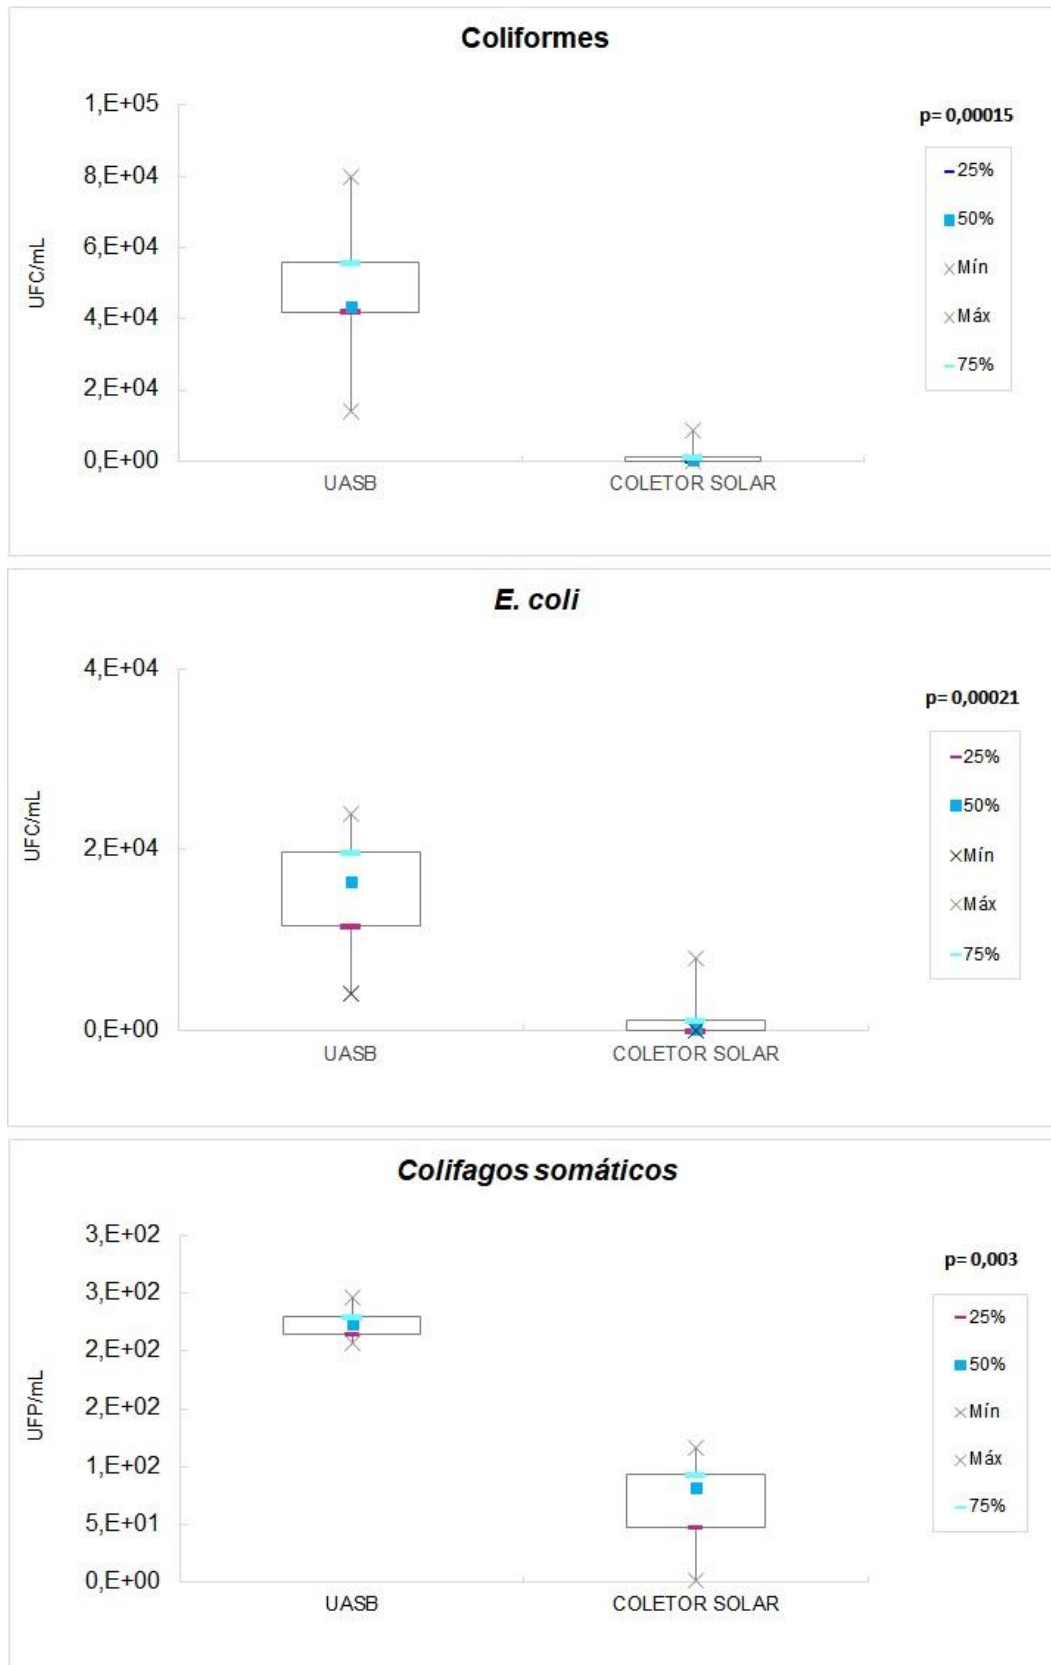 Coliformes
p= 0,00015
UFC/mL
1,E+05
8,E+04
6,E+04
4,E+04
2,E+04
0,E+00
UASB
COLETOR SOLAR
25%
50%
Mín
Máx
75%
E. coli
p= 0,00021
UFC/mL
4,E+04
2,E+04
0,E+00
UASB
COLETOR SOLAR
25%
50%
Mín
Máx
75%
Colifagos somáticos
p= 0,003
UFP/mL
3,E+02
3,E+02
2,E+02
2,E+02
1,E+02
5,E+01
0,E+00
UASB
COLETOR SOLAR
25%
50%
Mín
Máx
75%